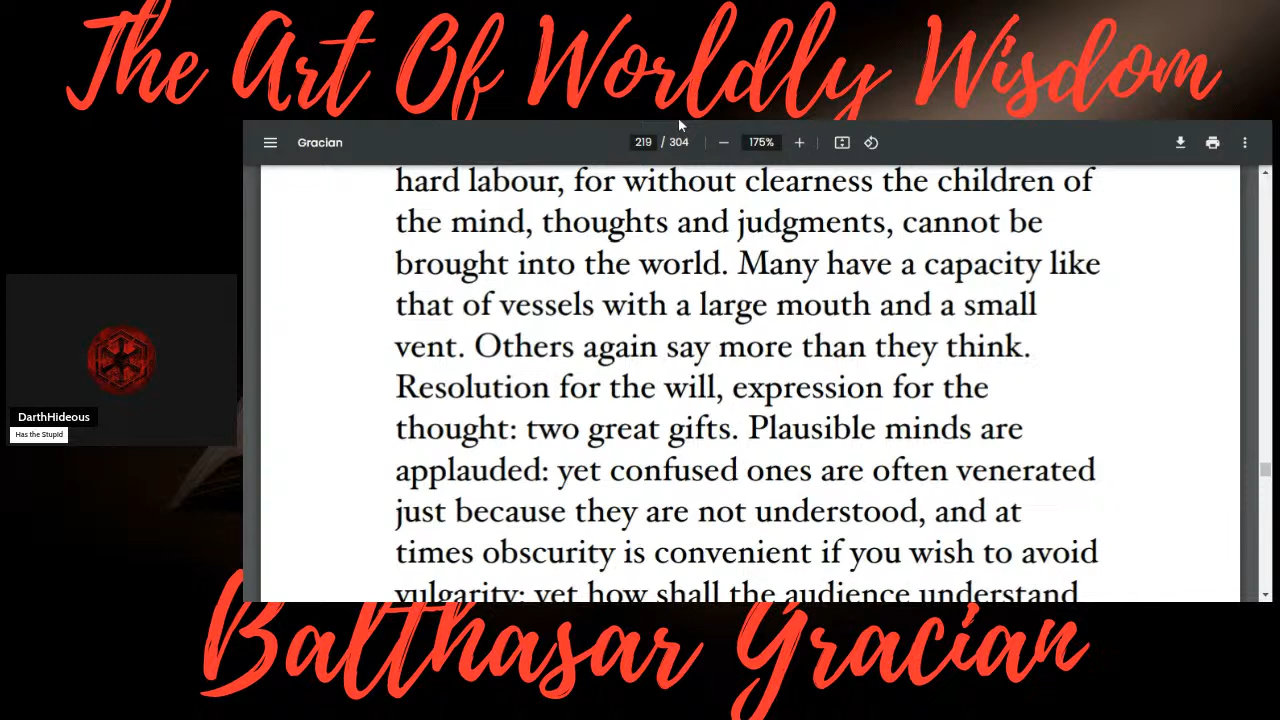 The Art Of Worldly Wisdom
Gracian
219 / 304
175%
hard labour, for without clearness the children of
the mind, thoughts and judgments, cannot be
brought into the world. Many have a capacity like
that of vessels with a large mouth and a small
vent. Others again say more than they think.
Resolution for the will, expression for the
thought: two great gifts. Plausible minds are
applauded: yet confused ones are often venerated
just because they are not understood, and at
times obscurity is convenient if you wish to avoid
vulgarity; yet how shall the audience understand
DarthHideous
Has the Stupid
Balthasar Gracian